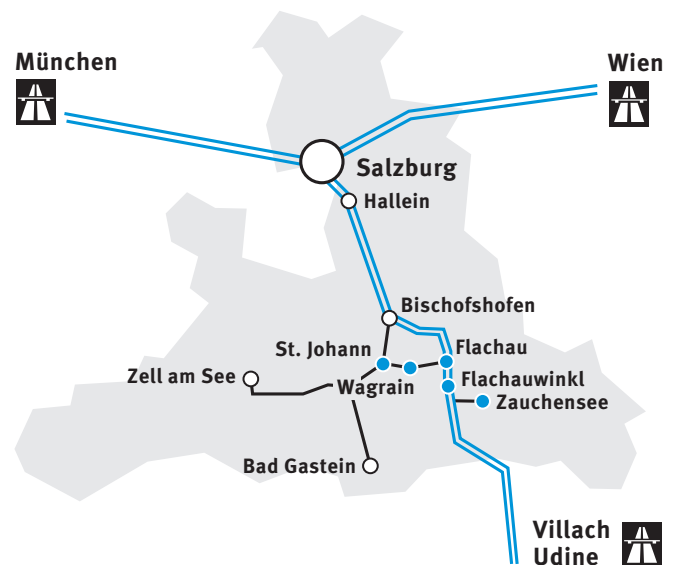 München
Wien
Salzburg
Hallein
Bischofshofen
St. Johann
Flachau
Zell am See
Wagrain
Flachauwinkl
Zauchensee
Bad Gastein
Villach
Udine